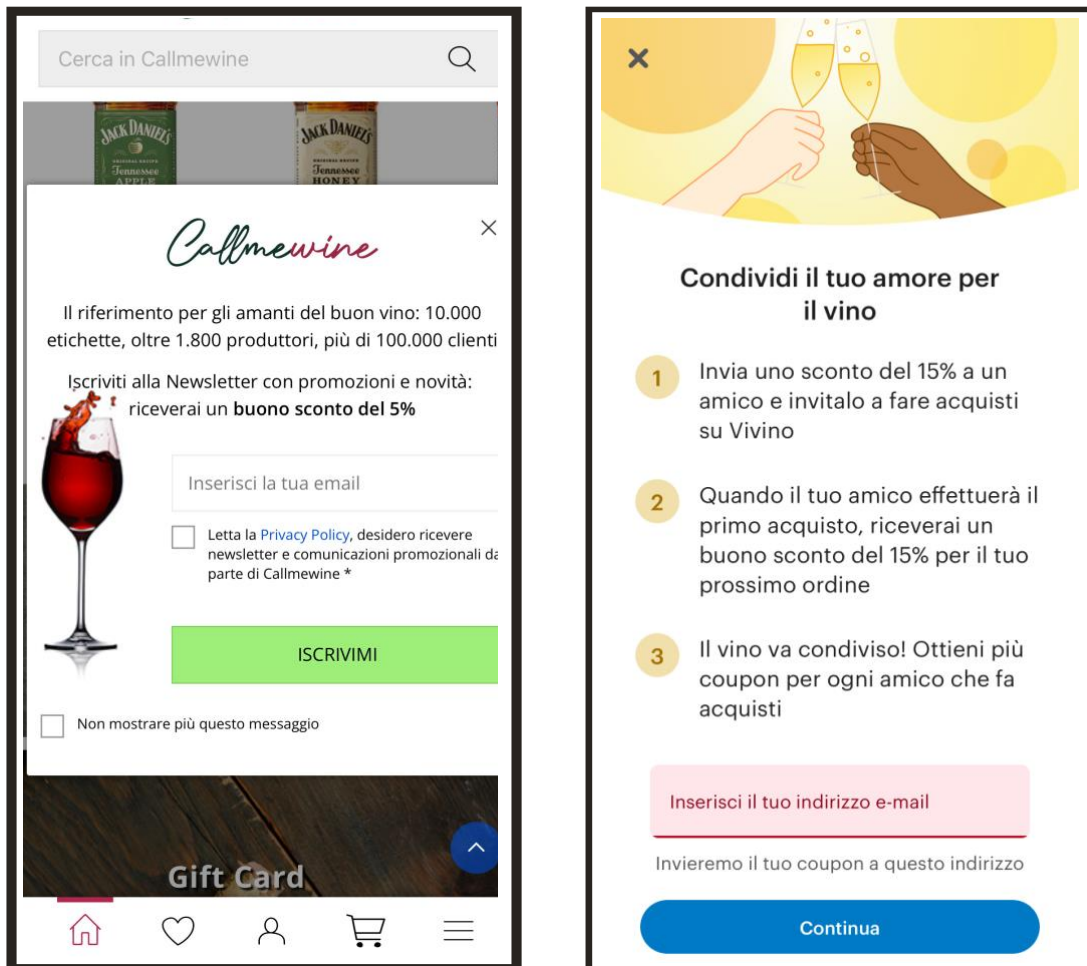 Cerca in Callmewine
JACK DANIEL'S
Tennessee
APPLE
JACK DANIEL'S
Tennessee
HONEY
Callmewine
Il riferimento per gli amanti del buon vino: 10.000
etichette, oltre 1.800 produttori, più di 100.000 clienti
Iscriviti alla Newsletter con promozioni e novità:
riceverai un buono sconto del 5%
Inserisci la tua email
Letta la Privacy Policy, desidero ricevere
newsletter e comunicazioni promozionali da
parte di Callmewine *
ISCRIVIMI
Non mostrare più questo messaggio
Gift Card
Condividi il tuo amore per
il vino
1 Invia uno sconto del 15% a un
amico e invitalo a fare acquisti
su Vivino
2 Quando il tuo amico effettuerà il
primo acquisto, riceverai un
buono sconto del 15% per il tuo
prossimo ordine
3 Il vino va condiviso! Ottieni più
coupon per ogni amico che fa
acquisti
Inserisci il tuo indirizzo e-mail
Invieremo il tuo coupon a questo indirizzo
Continua